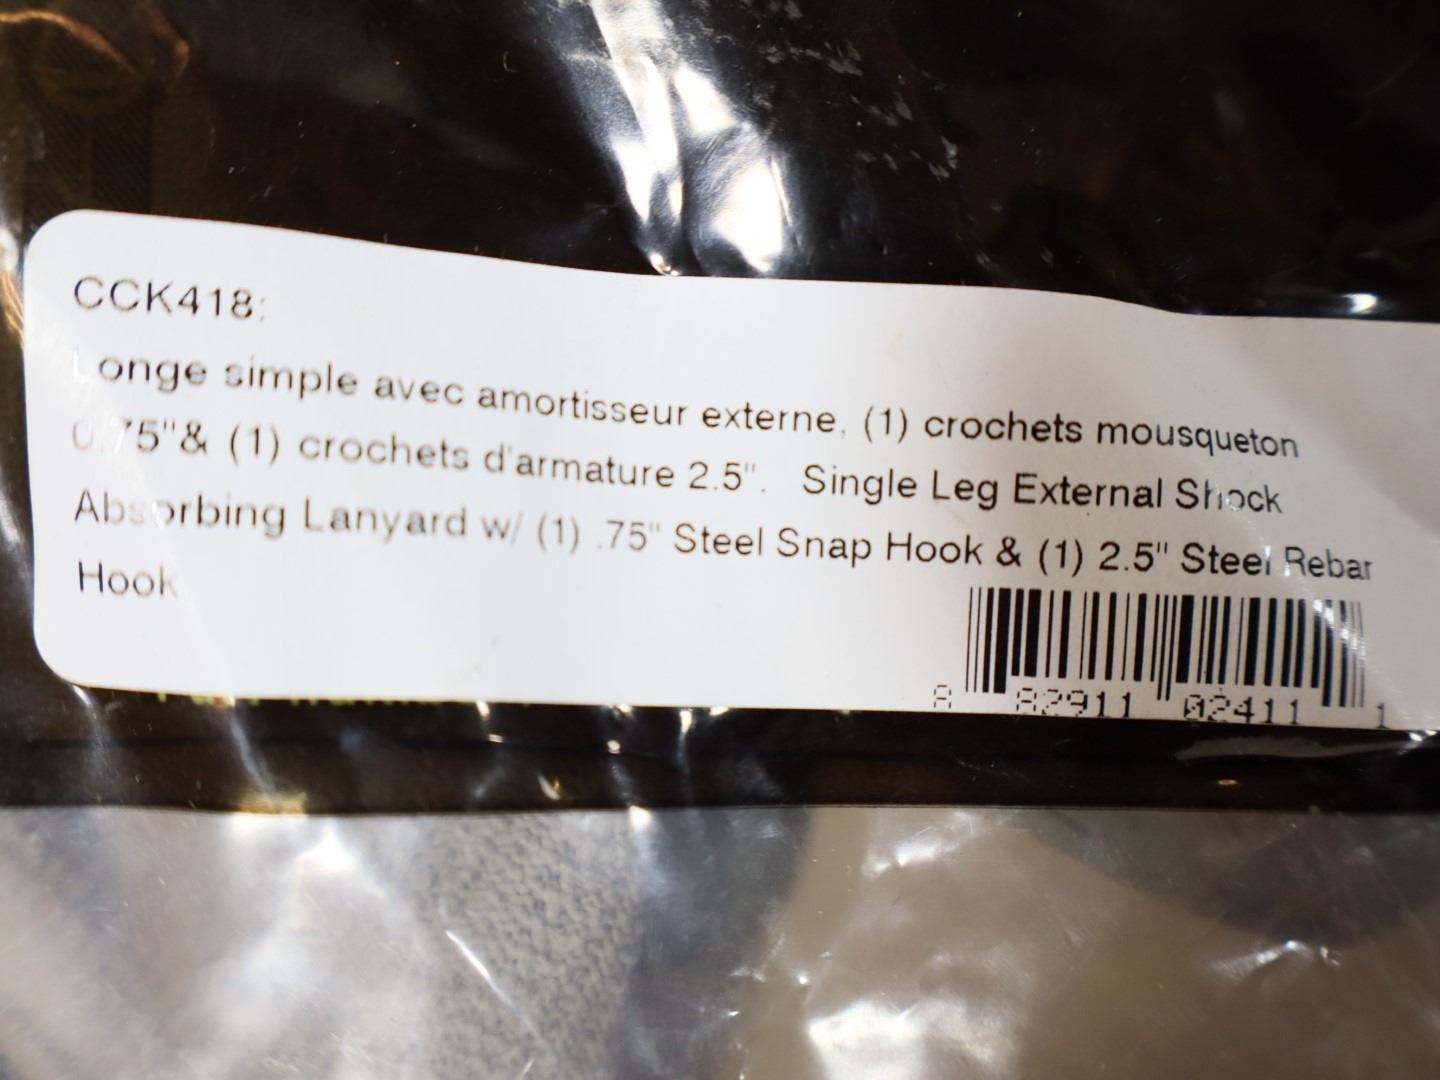 CCK418:
Longe simple avec amortisseur externe, (1) crochets mousqueton
0.75"& (1) crochets d'armature 2.5".   Single Leg External Shock
Absorbing Lanyard w/ (1) .75" Steel Snap Hook & (1) 2.5" Steel Rebar
Hook
8 82911 02411 1